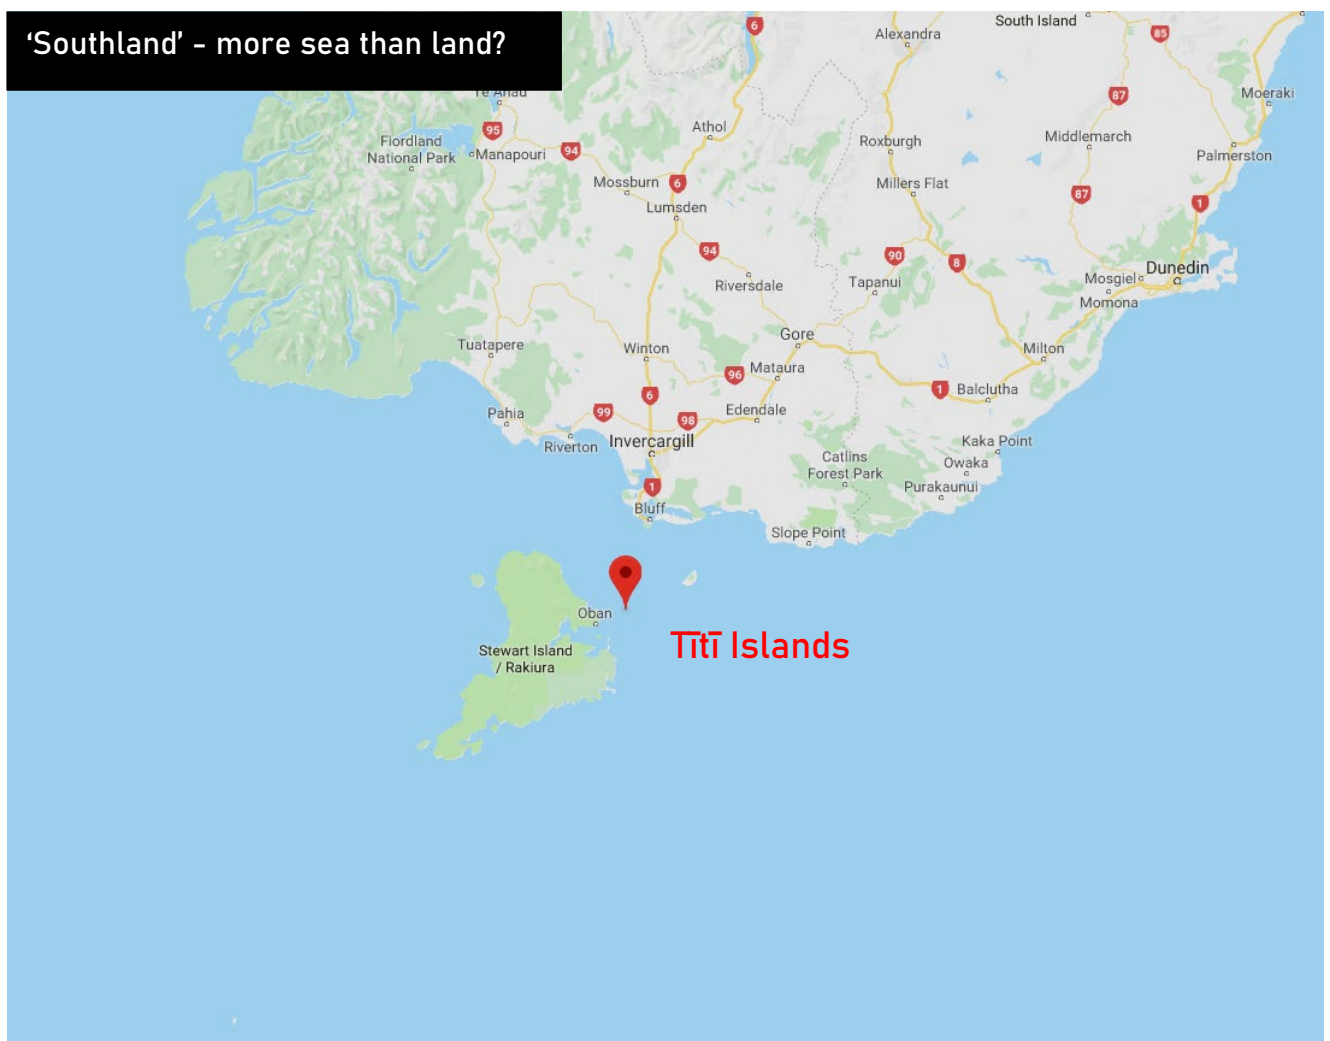 ‘Southland’ - more sea than land?
South Island
6
Alexandra
85
Te Anau
87
Moeraki
95
Athol
Fiordland
National Park
94
Manapouri
Roxburgh
Middlemarch
Palmerston
Mossburn
6
Millers Flat
87
1
Lumsden
94
90
8
Riversdale
Tapanui
Mosgiel
Dunedin
Momona
Gore
Tuatapere
Winton
Milton
96
Mataura
6
1
Balclutha
Pahia
99
98
Edendale
Riverton
Invercargill
Kaka Point
Catlins
Forest Park
Owaka
Purakaunui
1
Bluff
Slope Point
Oban
Tītī Islands
Stewart Island
/ Rakiura